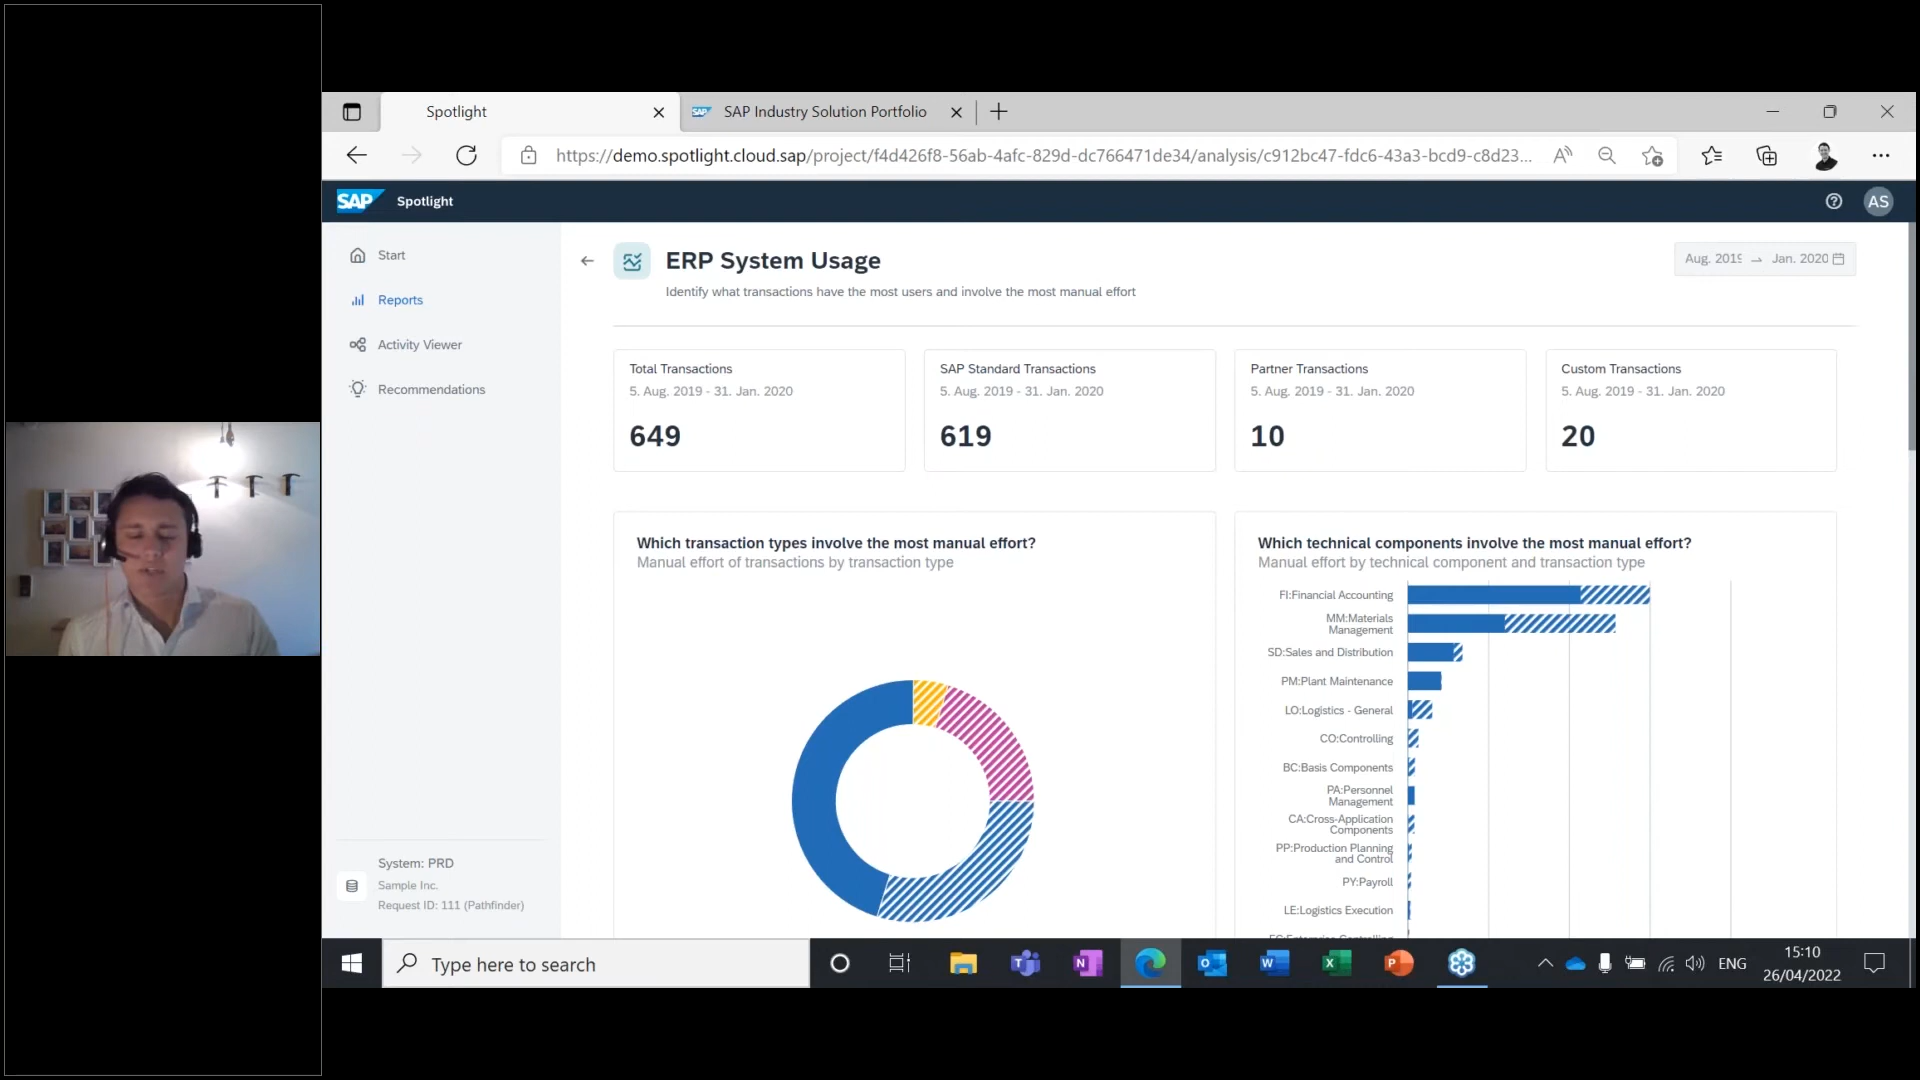 Spotlight
SAP SAP Industry Solution Portfolio
https://demo.spotlight.cloud.sap/project/f4d426f8-56ab-4afc-829d-dc766471de34/analysis/c912bc47-fdc6-43a3-bcd9-c8d23...
SAP Spotlight
AS
Start
Reports
Activity Viewer
Recommendations
System: PRD
Sample Inc.
Request ID: 111 (Pathfinder)
ERP System Usage
Identify what transactions have the most users and involve the most manual effort
Aug. 2019 → Jan. 2020
Total Transactions
5. Aug. 2019 - 31. Jan. 2020
649
SAP Standard Transactions
5. Aug. 2019 - 31. Jan. 2020
619
Partner Transactions
5. Aug. 2019 - 31. Jan. 2020
10
Custom Transactions
5. Aug. 2019 - 31. Jan. 2020
20
Which transaction types involve the most manual effort?
Manual effort of transactions by transaction type
Which technical components involve the most manual effort?
Manual effort by technical component and transaction type
FI:Financial Accounting
MM:Materials
Management
SD:Sales and Distribution
PM:Plant Maintenance
LO:Logistics - General
CO:Controlling
BC:Basis Components
PA:Personnel
Management
CA:Cross-Application
Components
PP:Production Planning
and Control
PY:Payroll
LE:Logistics Execution
Type here to search
ENG
15:10
26/04/2022